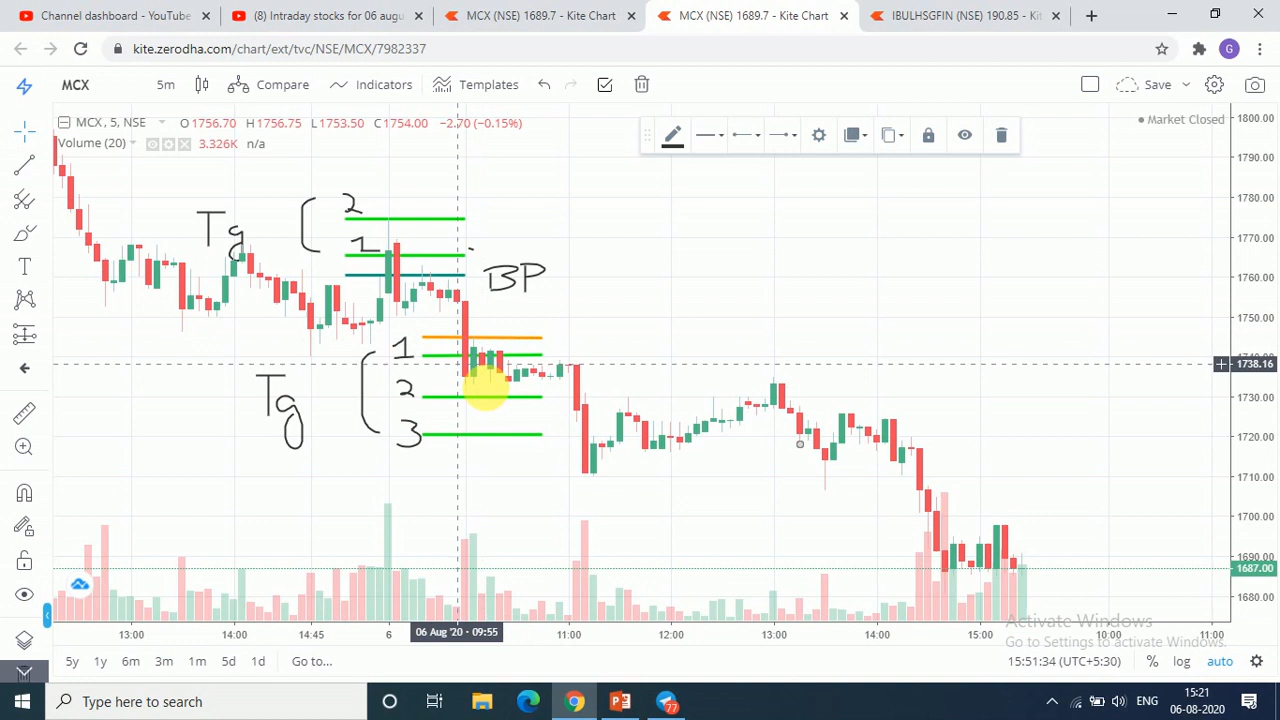 Channel dashboard - YouTube
(8) Intraday stocks for 06 augu
MCX (NSE) 1689.7 - Kite Chart
MCX (NSE) 1689.7 - Kite Chart
IBULHSGFIN (NSE) 190.85 - Kite
kite.zerodha.com/chart/ext/tvc/NSE/MCX/7982337
G
MCX
5m
Compare
Indicators
Templates
Save
MCX, 5, NSE
O1756.70 H1756.75 L1753.50 C1754.00 −2.70 (−0.15%)
Volume (20) 3.326K n/a
Market Closed
1800.00
1790.00
1780.00
1770.00
1760.00
1750.00
1738.16
1730.00
1720.00
1710.00
1700.00
1690.00
1687.00
1680.00
2
Tg
1
BP
1
Tg
2
3
Activate Windows
Go to Settings to activate Windows.
13:00 14:00 14:45 6 06 Aug '20 - 09:55 11:00 12:00 13:00 14:00 15:00 10:00 11:00
5y 1y 6m 3m 1m 5d 1d Go to...
15:51:34 (UTC+5:30) % log auto
Type here to search
77
ENG
15:21
06-08-2020